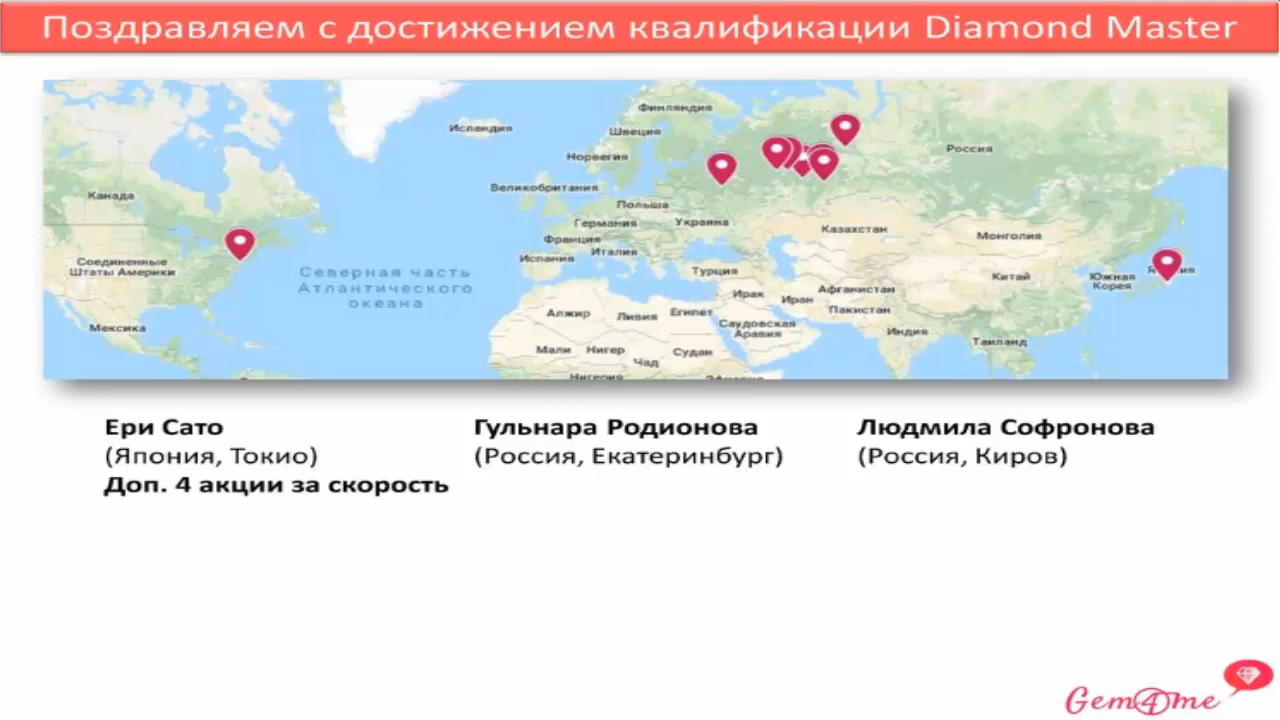 Поздравляем с достижением квалификации Diamond Master
Финляндия
Исландия
Швеция
Россия
Норвегия
Великобритания
Канада
Польша
Германия
Украина
Казахстан
Монголия
Франция
Италия
Испания
Соединенные
Штаты Америки
Северная часть
Атлантического
океана
Турция
Китай
Южная
Корея
Ирак
Иран
Афганистан
Пакистан
Алжир
Ливия
Египет
Саудовская
Аравия
Мексика
Индия
Таиланд
Мали
Нигер
Чад
Судан
Ери Сато
(Япония, Токио)
Доп. 4 акции за скорость
Гульнара Родионова
(Россия, Екатеринбург)
Людмила Софронова
(Россия, Киров)
Gem4me